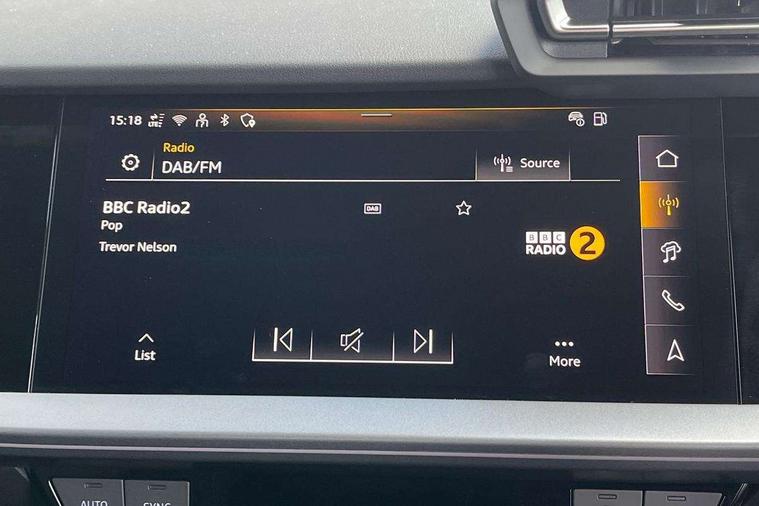 15:18 LTE
Radio
DAB/FM
Source
BBC Radio2
DAB
Pop
Trevor Nelson
BBC
RADIO 2
List
More
AUTO
SYNC